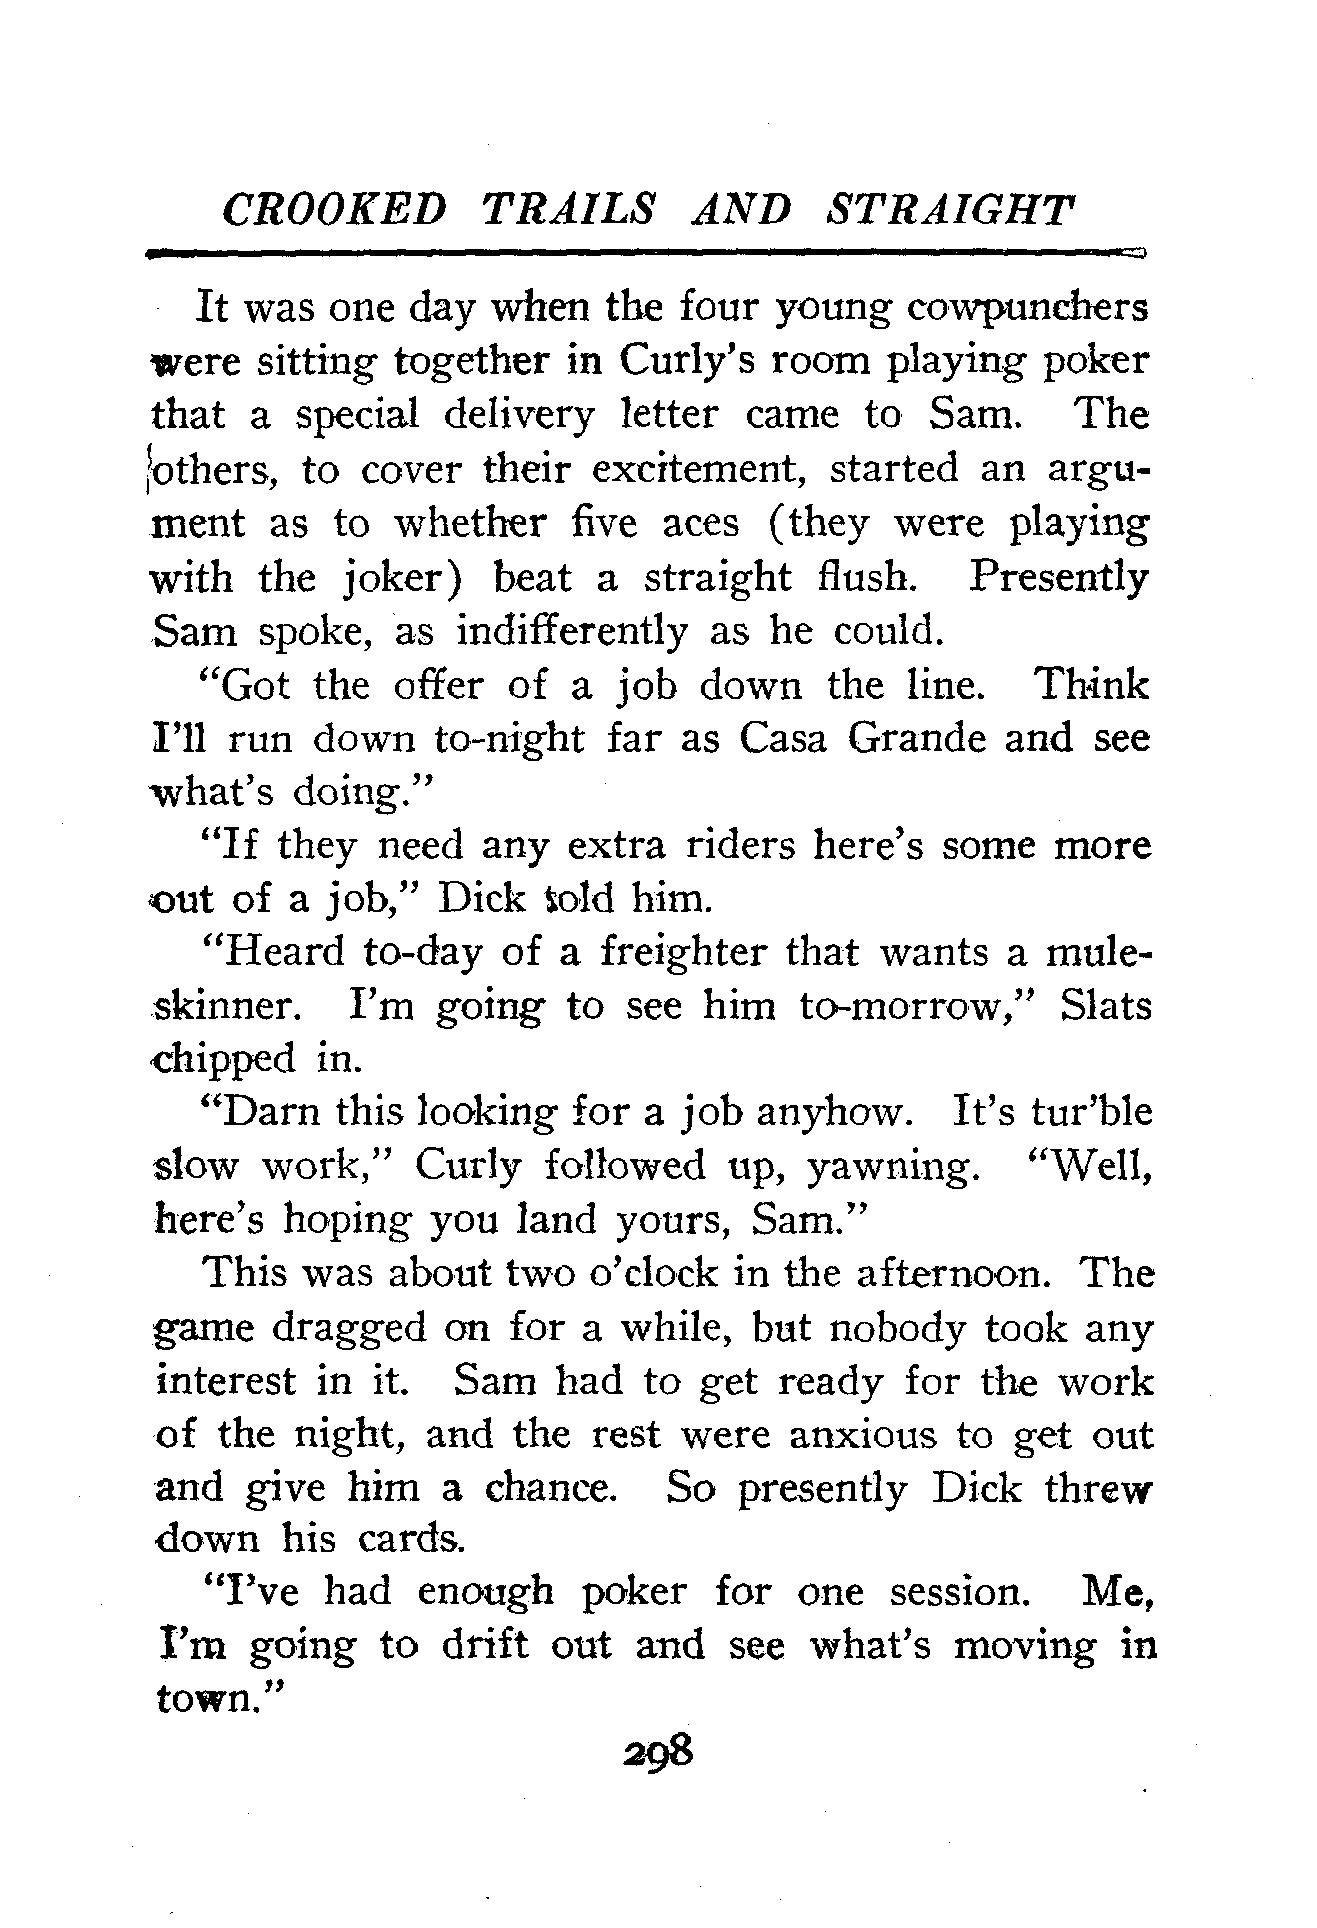 CROOKED TRAILS AND STRAIGHT
It was one day when the four young cowpunchers
were sitting together in Curly's room playing poker
that a special delivery letter came to Sam. The
others, to cover their excitement, started an argu-
ment as to whether five aces (they were playing
with the joker) beat a straight flush. Presently
Sam spoke, as indifferently as he could.
"Got the offer of a job down the line. Think
I'll run down to-night far as Casa Grande and see
what's doing."
"If they need any extra riders here's some more
out of a job," Dick told him.
"Heard to-day of a freighter that wants a mule-
skinner. I'm going to see him to-morrow," Slats
chipped in.
"Darn this looking for a job anyhow. It's tur'ble
slow work," Curly followed up, yawning. "Well,
here's hoping you land yours, Sam."
This was about two o'clock in the afternoon. The
game dragged on for a while, but nobody took any
interest in it. Sam had to get ready for the work
of the night, and the rest were anxious to get out
and give him a chance. So presently Dick threw
down his cards.
"I've had enough poker for one session. Me,
I'm going to drift out and see what's moving in
town."
298